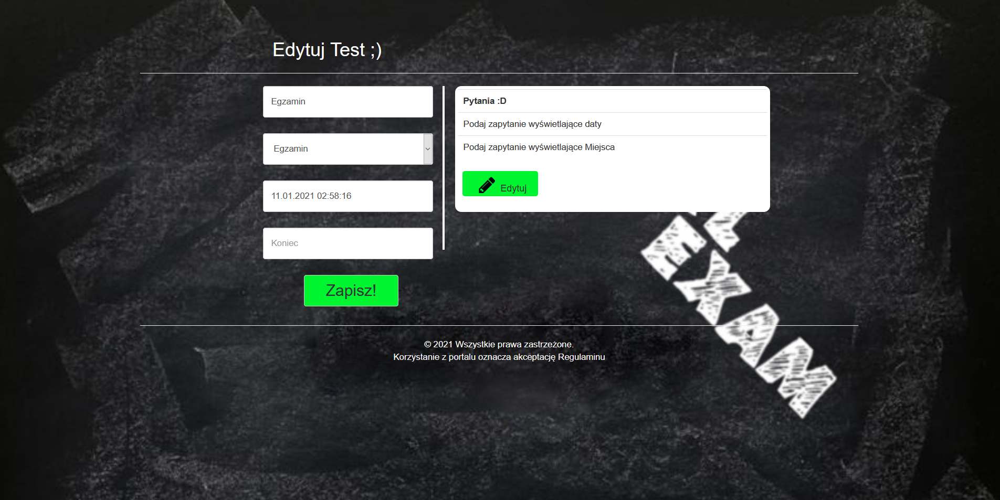 Edytuj Test ;)
Egzamin
Egzamin
11.01.2021 02:58:16
Koniec
Zapisz!
Pytania :D
Podaj zapytanie wyświetlające daty
Podaj zapytanie wyświetlające Miejsca
Edytuj
EXAM
© 2021 Wszystkie prawa zastrzeżone.
Korzystanie z portalu oznacza akceptację Regulaminu